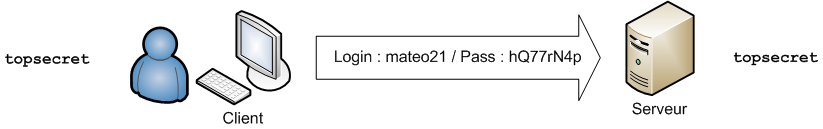 topsecret
Login : mateo21 / Pass : hQ77rN4p
topsecret
Client
Serveur